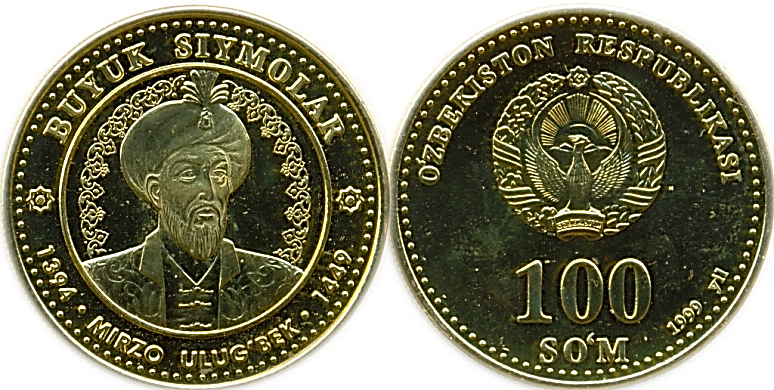 BUYUK SIYMOLAR
1394 • MIRZO ULUG‘BEK • 1449
O‘ZBEKISTON RESPUBLIKASI
100
SO‘M
1999 yil